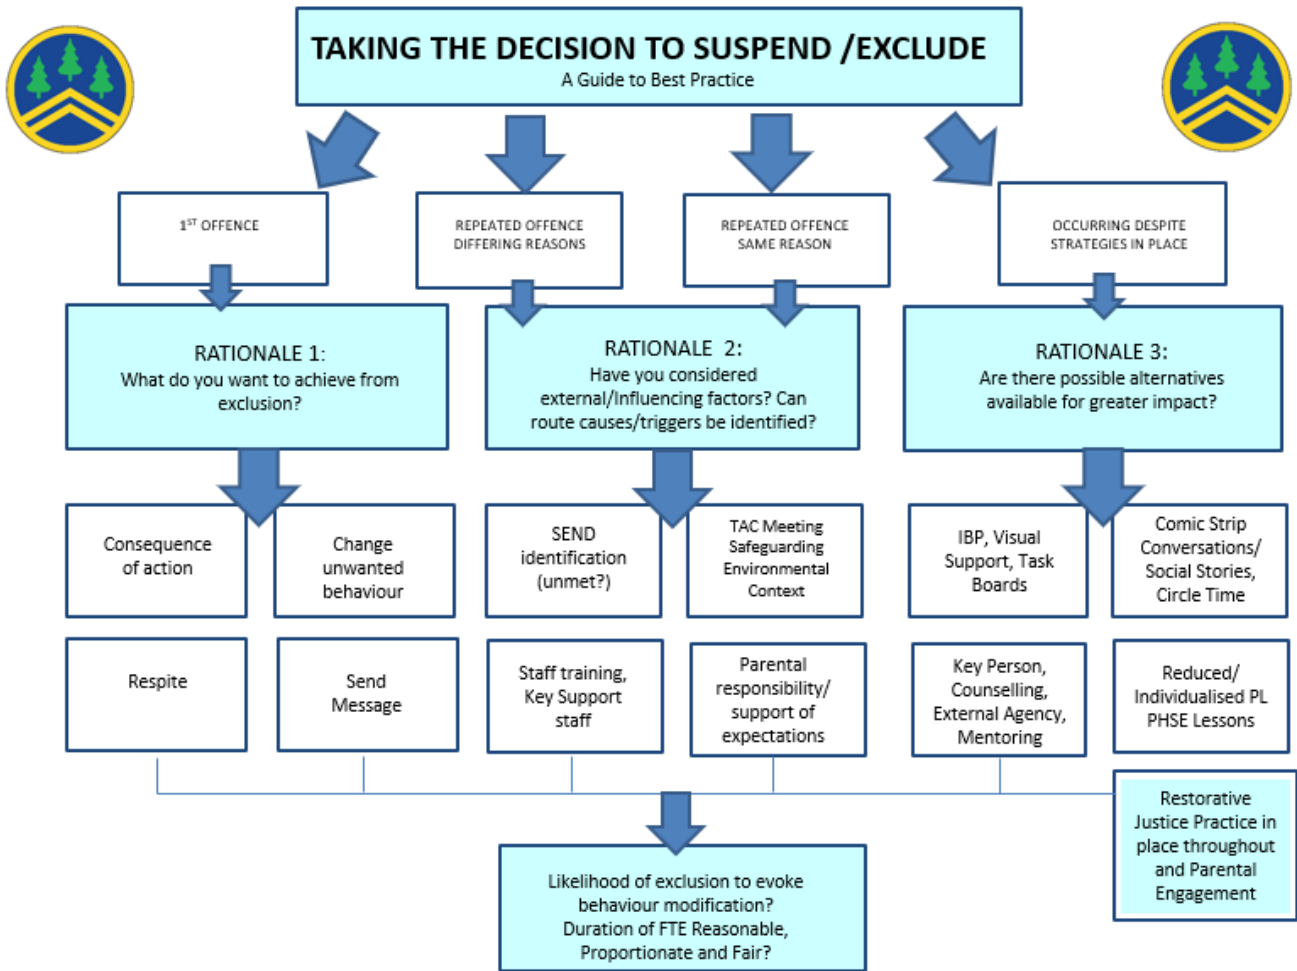 TAKING THE DECISION TO SUSPEND /EXCLUDE
A Guide to Best Practice
1ST OFFENCE
REPEATED OFFENCE
DIFFERING REASONS
REPEATED OFFENCE
SAME REASON
OCCURRING DESPITE
STRATEGIES IN PLACE
RATIONALE 1:
What do you want to achieve from
exclusion?
RATIONALE 2:
Have you considered
external/Influencing factors? Can
route causes/triggers be identified?
RATIONALE 3:
Are there possible alternatives
available for greater impact?
Consequence
of action
Change
unwanted
behaviour
SEND
identification
(unmet?)
TAC Meeting
Safeguarding
Environmental
Context
IBP, Visual
Support, Task
Boards
Comic Strip
Conversations/
Social Stories,
Circle Time
Respite
Send
Message
Staff training,
Key Support
staff
Parental
responsibility/
support of
expectations
Key Person,
Counselling,
External Agency,
Mentoring
Reduced/
Individualised PL
PHSE Lessons
Restorative
Justice Practice in
place throughout
and Parental
Engagement
Likelihood of exclusion to evoke
behaviour modification?
Duration of FTE Reasonable,
Proportionate and Fair?